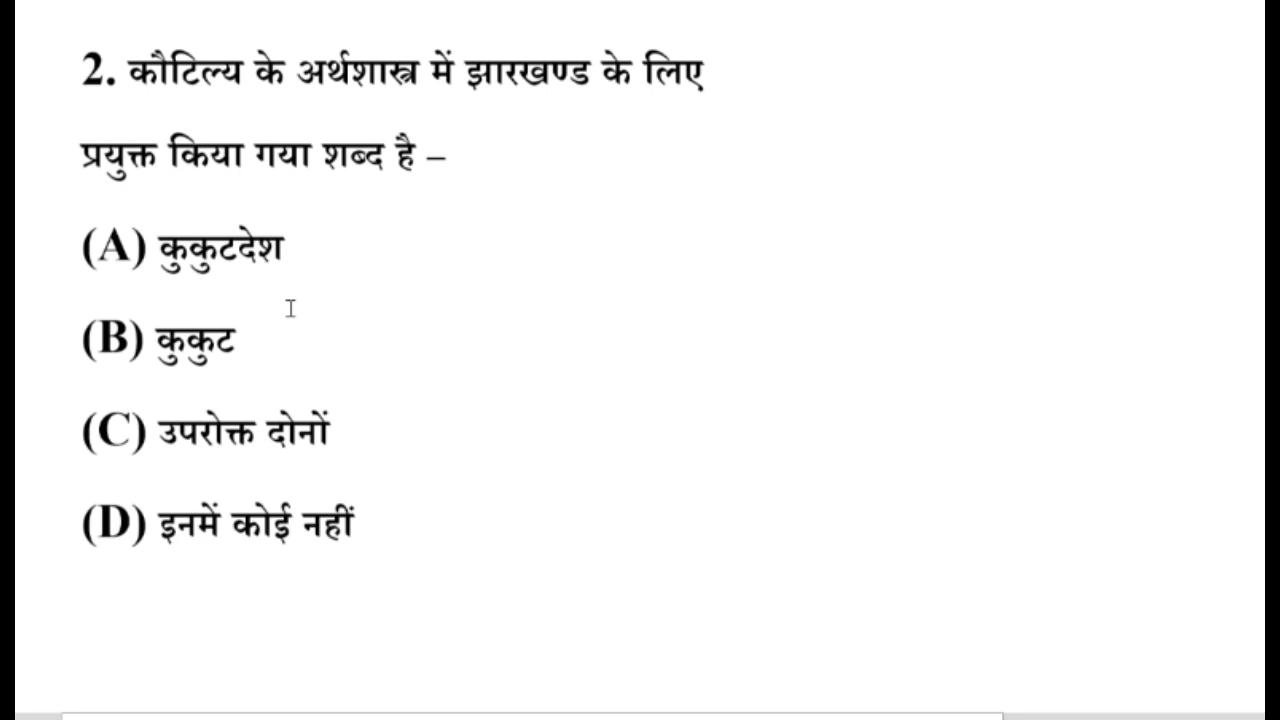 2. कौटिल्य के अर्थशास्त्र में झारखण्ड के लिए
प्रयुक्त किया गया शब्द है –
(A) कुकुटदेश
(B) कुकुट
(C) उपरोक्त दोनों
(D) इनमें कोई नहीं